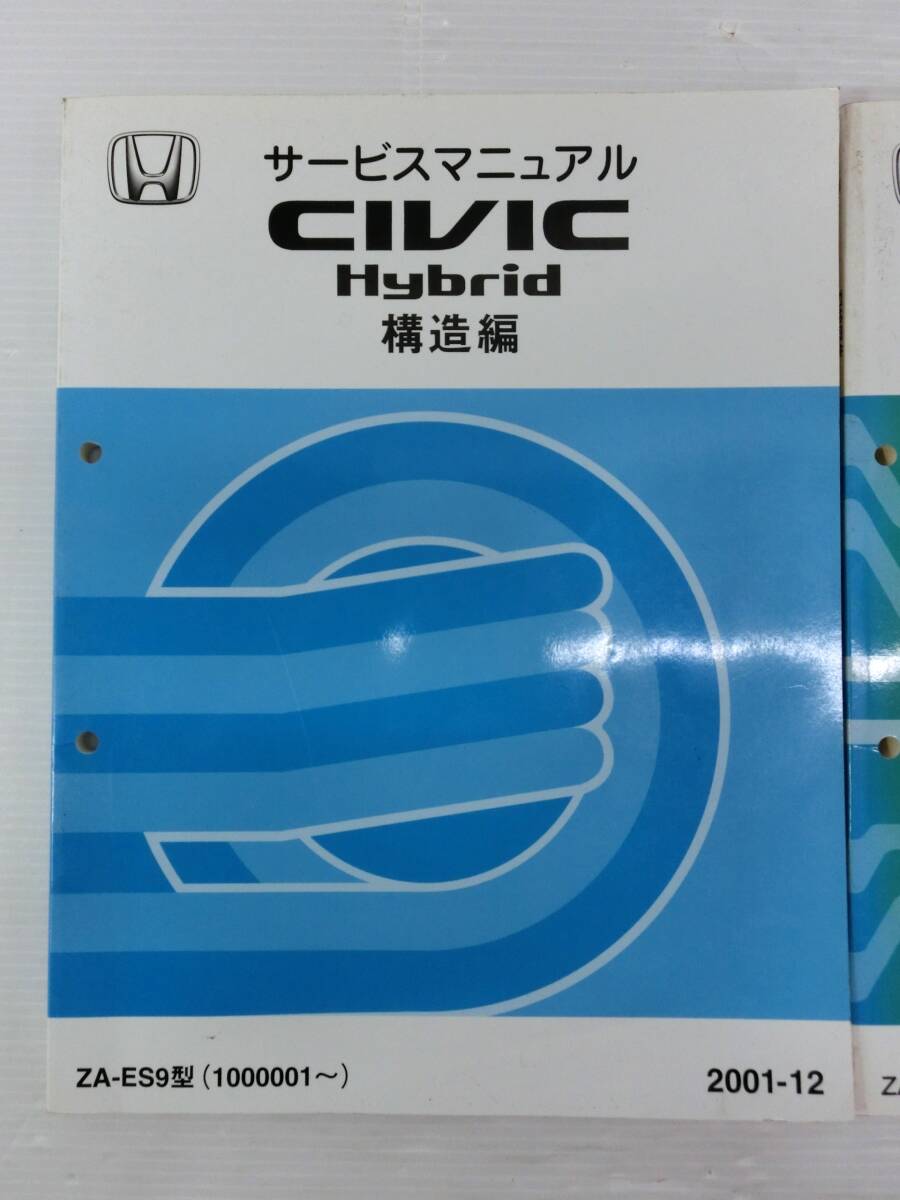 サービスマニュアル
CIVIC
Hybrid
構造編
ZA-ES9型(1000001～)
2001-12